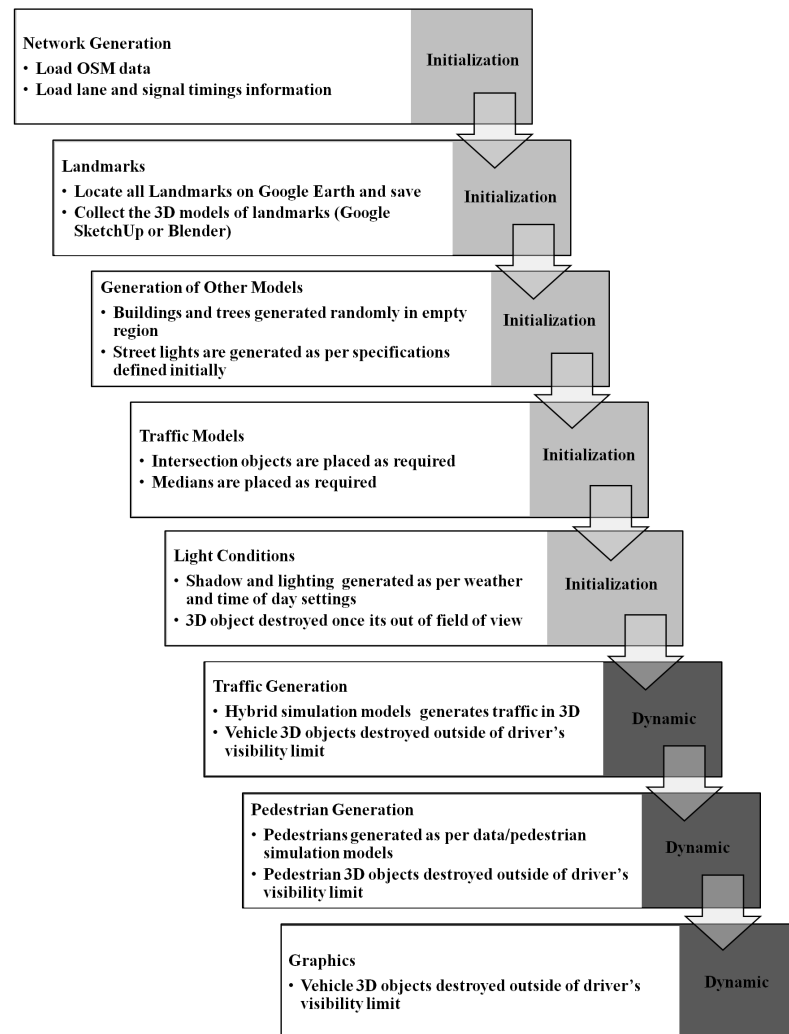 Network Generation
• Load OSM data
• Load lane and signal timings information
Initialization
Landmarks
• Locate all Landmarks on Google Earth and save
• Collect the 3D models of landmarks (Google
SketchUp or Blender)
Initialization
Generation of Other Models
• Buildings and trees generated randomly in empty
region
• Street lights are generated as per specifications
defined initially
Initialization
Traffic Models
• Intersection objects are placed as required
• Medians are placed as required
Initialization
Light Conditions
• Shadow and lighting generated as per weather
and time of day settings
• 3D object destroyed once its out of field of view
Initialization
Traffic Generation
• Hybrid simulation models generates traffic in 3D
• Vehicle 3D objects destroyed outside of driver's
visibility limit
Dynamic
Pedestrian Generation
• Pedestrians generated as per data/pedestrian
simulation models
• Pedestrian 3D objects destroyed outside of driver's
visibility limit
Dynamic
Graphics
• Vehicle 3D objects destroyed outside of driver's
visibility limit
Dynamic